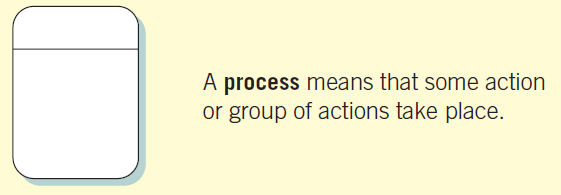 A process means that some action
or group of actions take place.